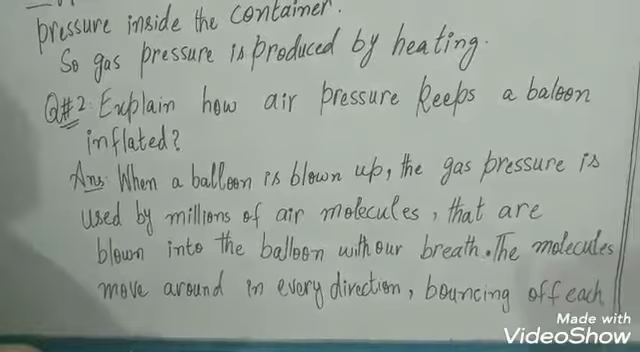 pressure inside the container.
So gas pressure is produced by heating.
Q#2: Explain how air pressure keeps a baloon
inflated?
Ans: When a balloon is blown up, the gas pressure is
used by millions of air molecules, that are
blown into the balloon with our breath. The molecules
move around in every direction, bouncing off each
Made with
VideoShow